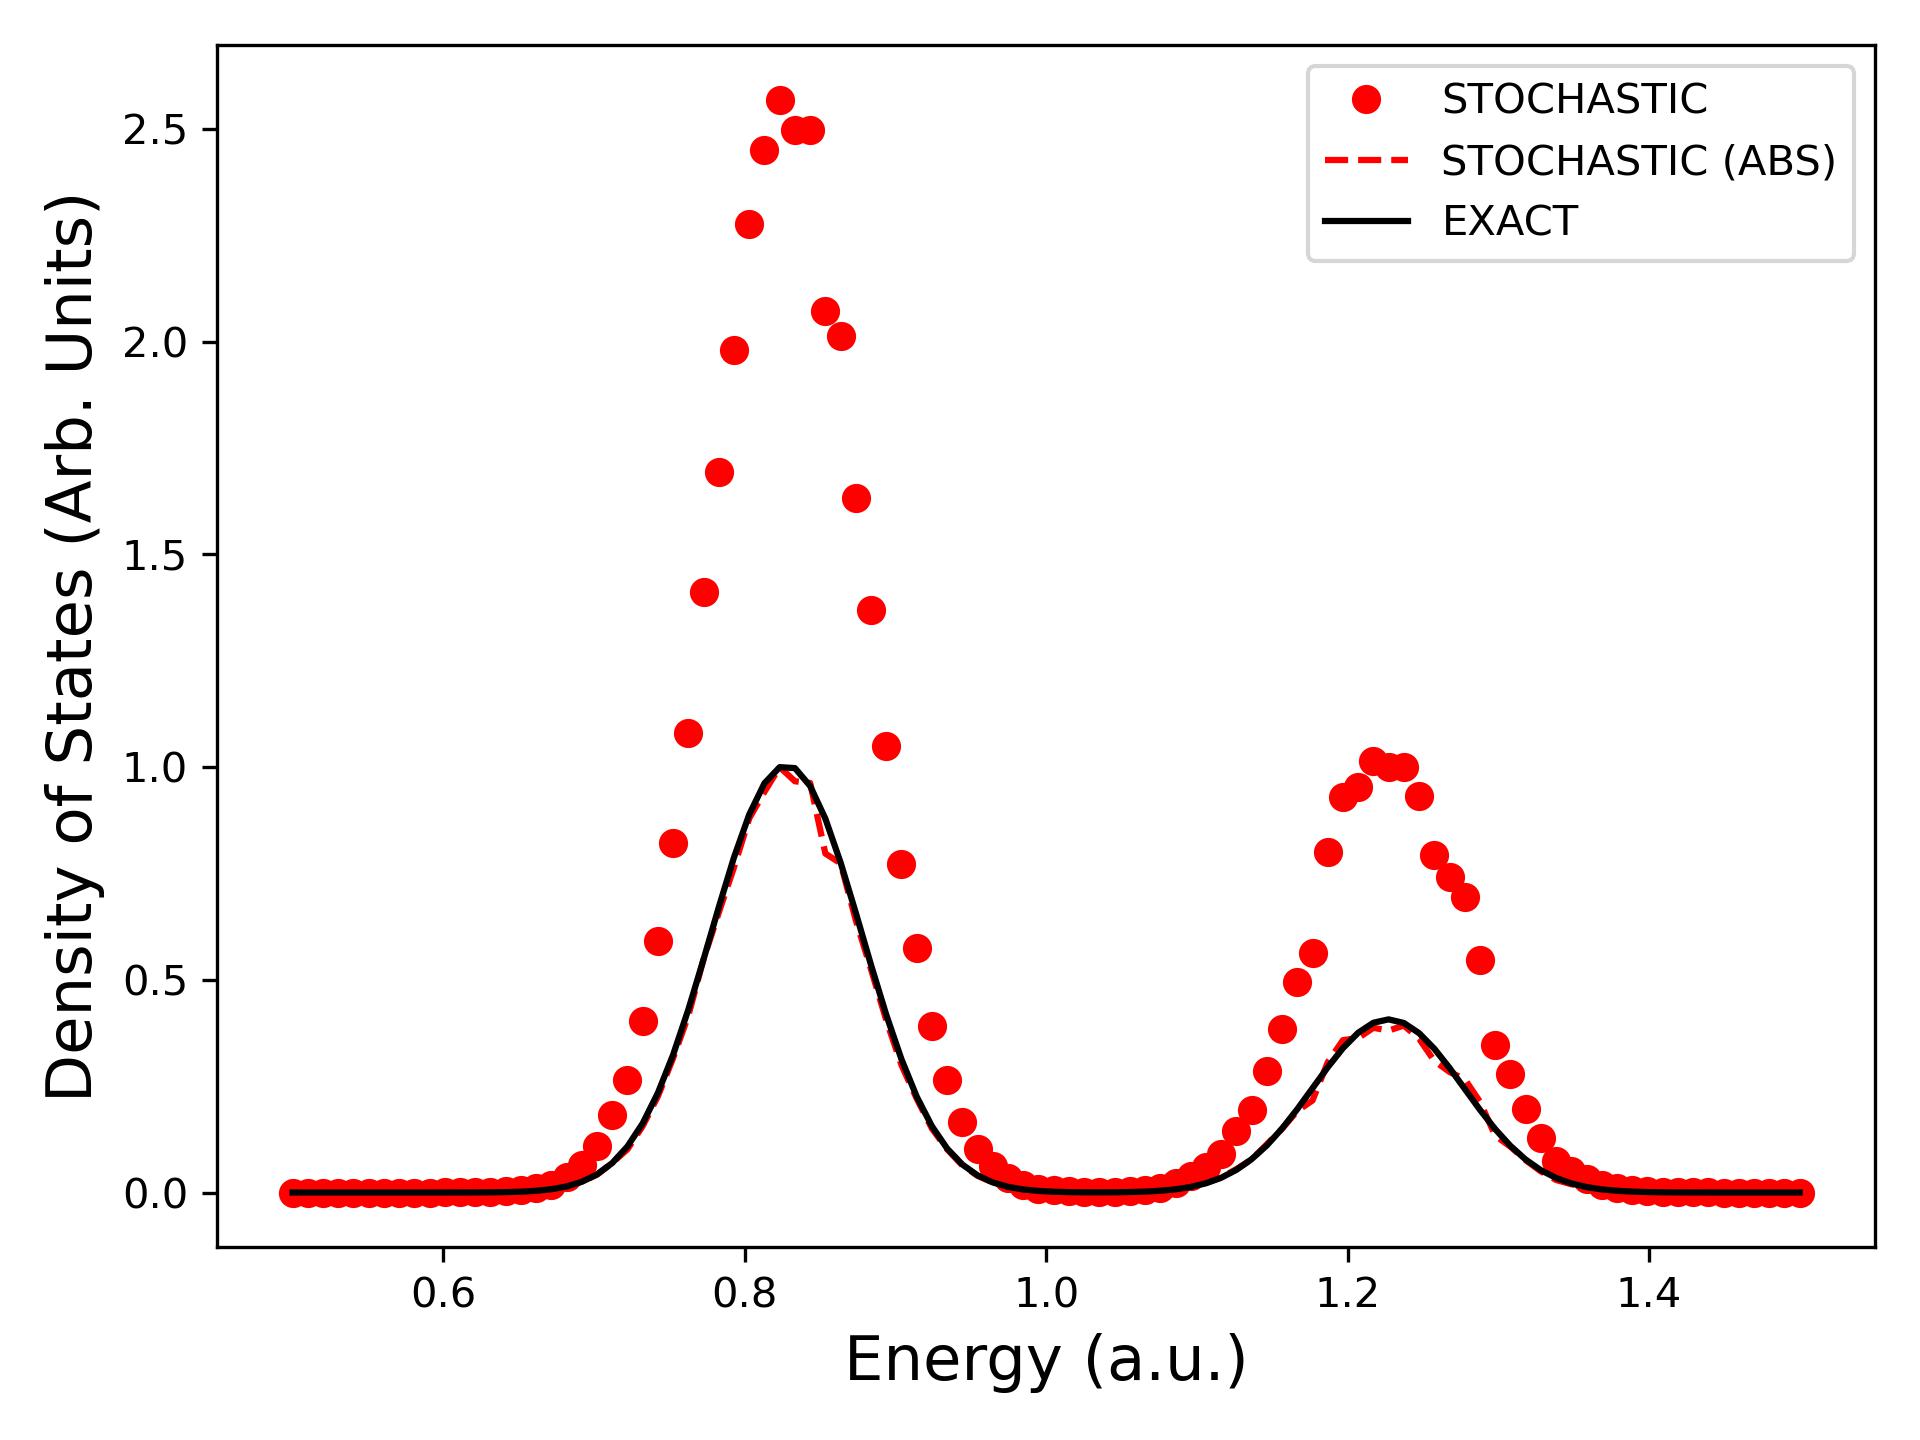 STOCHASTIC
STOCHASTIC (ABS)
EXACT
Density of States (Arb. Units)
2.5
2.0
1.5
1.0
0.5
0.0
0.6 0.8 1.0 1.2 1.4
Energy (a.u.)